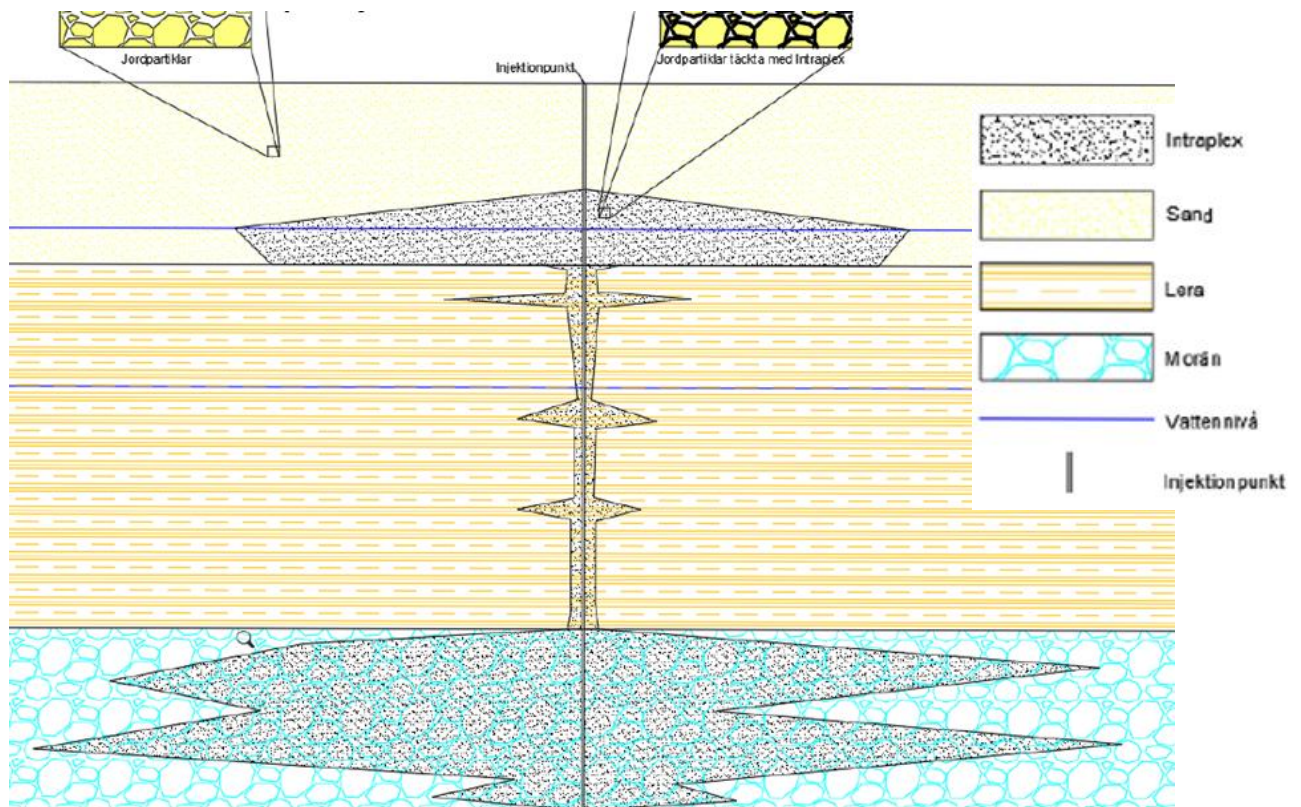 Jordpartiklar
Jordpartiklar täckta med Intraplex
Injektionpunkt
Intraplex
Sand
Lera
Morän
Vattennivå
Injektionpunkt